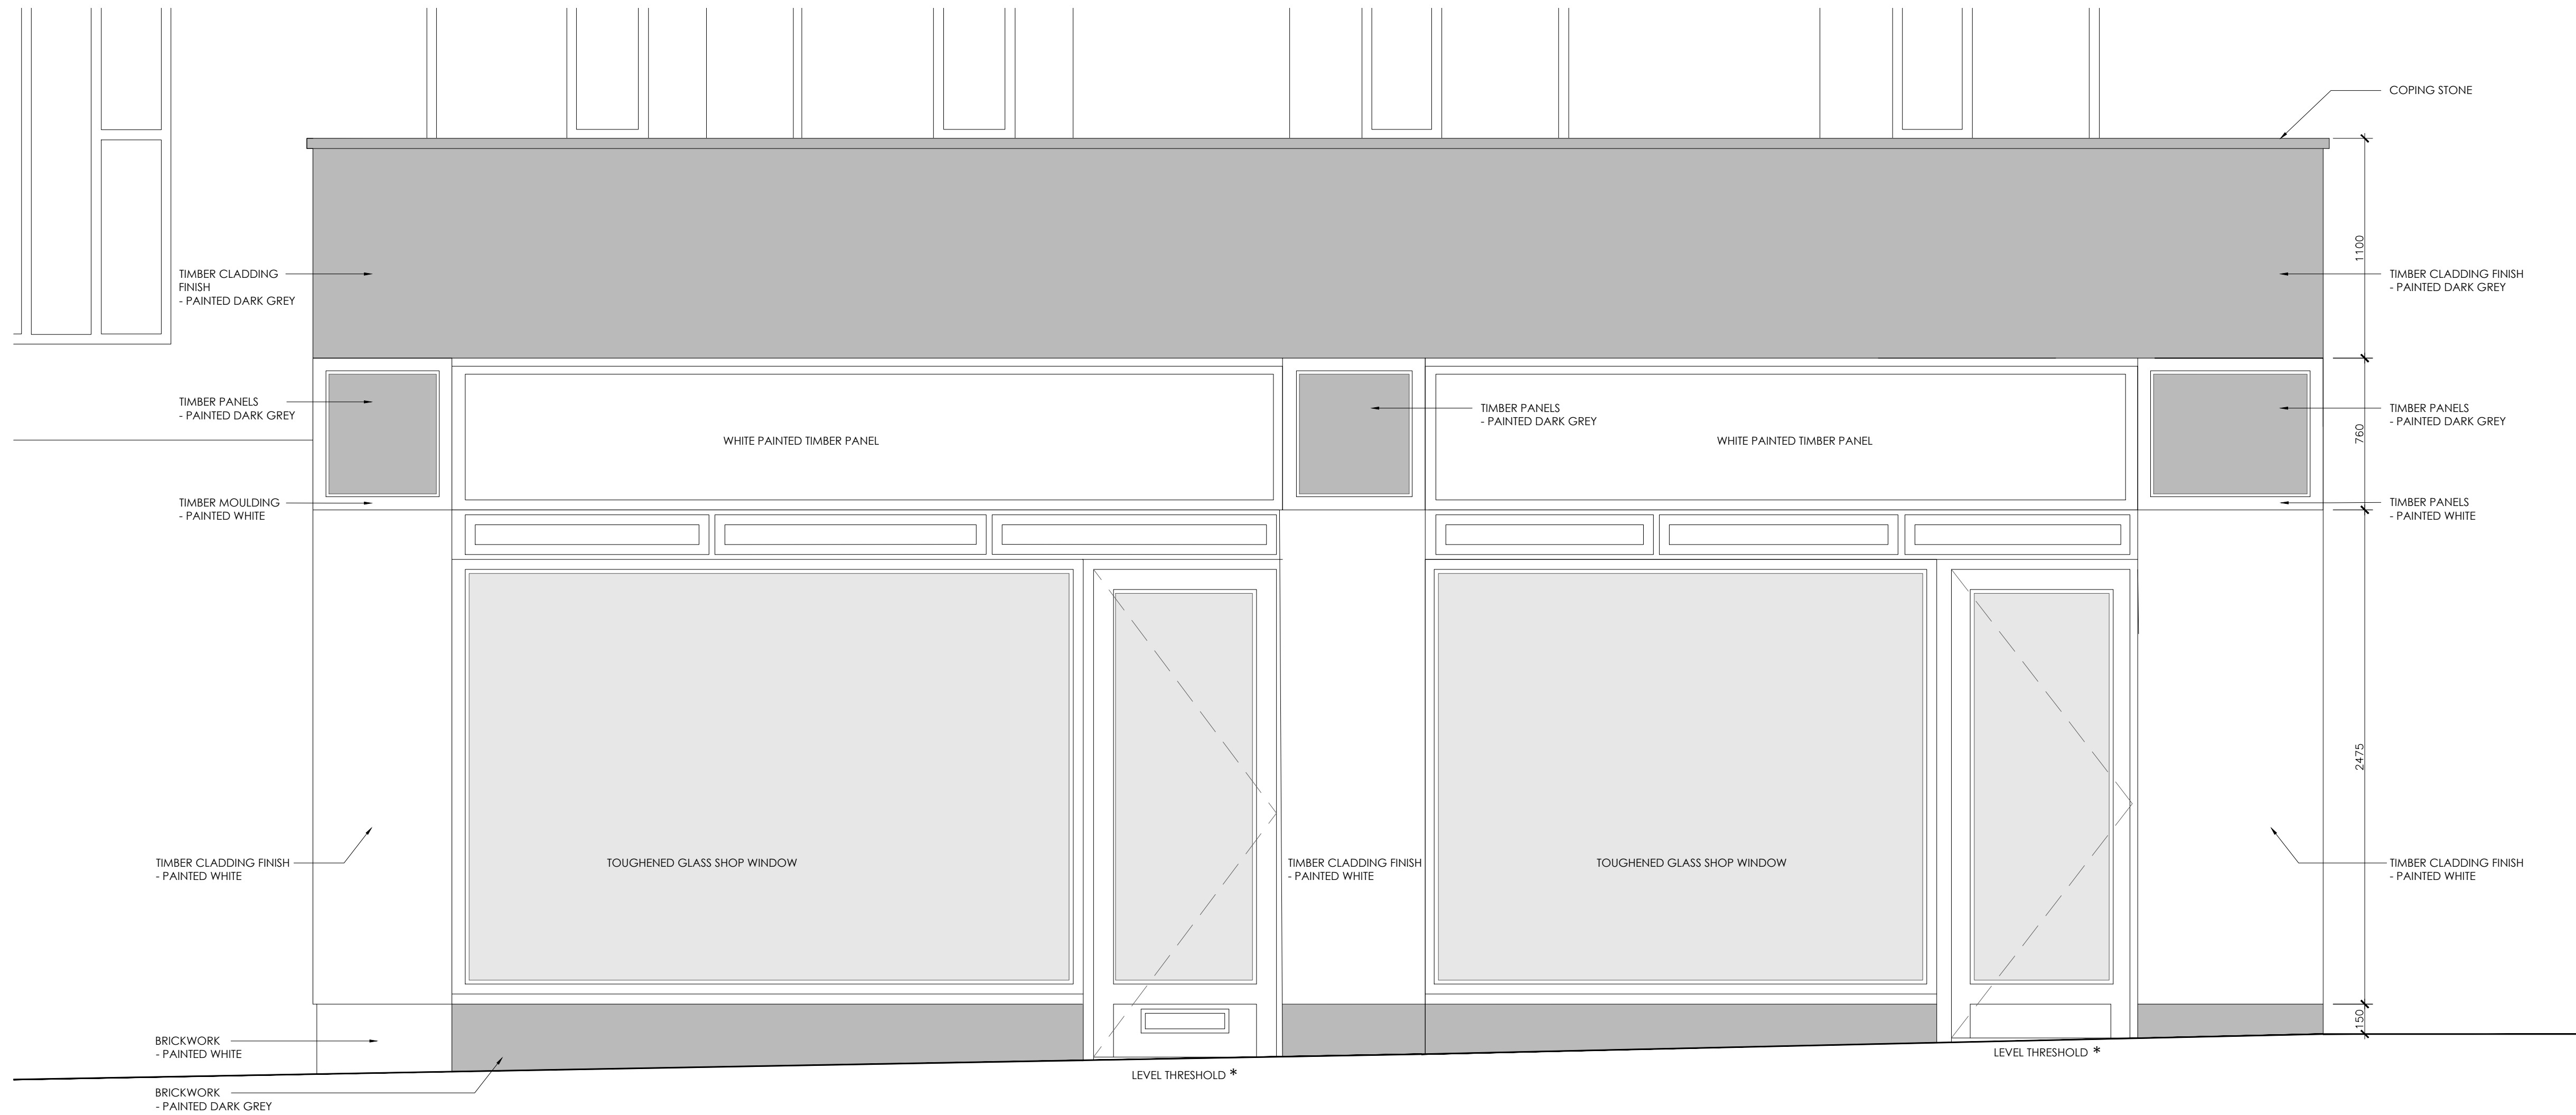 COPING STONE
1100
TIMBER CLADDING
FINISH
- PAINTED DARK GREY
TIMBER CLADDING FINISH
- PAINTED DARK GREY
TIMBER PANELS
- PAINTED DARK GREY
WHITE PAINTED TIMBER PANEL
TIMBER PANELS
- PAINTED DARK GREY
WHITE PAINTED TIMBER PANEL
TIMBER PANELS
- PAINTED DARK GREY
760
TIMBER MOULDING
- PAINTED WHITE
TIMBER PANELS
- PAINTED WHITE
2475
TIMBER CLADDING FINISH
- PAINTED WHITE
TOUGHENED GLASS SHOP WINDOW
TIMBER CLADDING FINISH
- PAINTED WHITE
TOUGHENED GLASS SHOP WINDOW
TIMBER CLADDING FINISH
- PAINTED WHITE
150
BRICKWORK
- PAINTED WHITE
LEVEL THRESHOLD *
LEVEL THRESHOLD *
BRICKWORK
- PAINTED DARK GREY